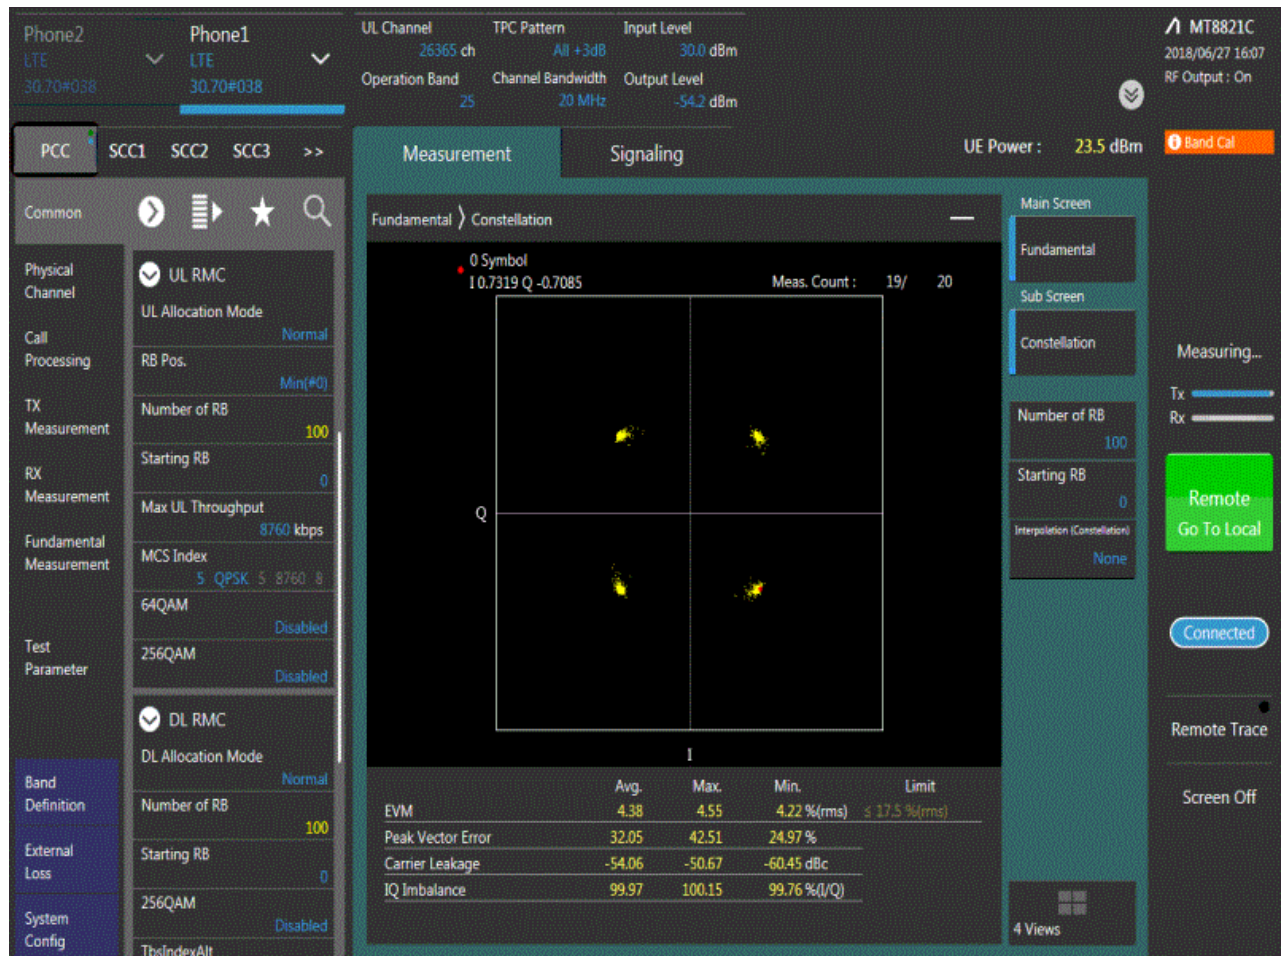 Phone2
LTE
30.70#038
Phone1
LTE
30.70#038
UL Channel
26365 ch
TPC Pattern
All +3dB
Input Level
30.0 dBm
Operation Band
25
Channel Bandwidth
20 MHz
Output Level
-54.2 dBm
MT8821C
2018/06/27 16:07
RF Output : On
PCC SCC1 SCC2 SCC3 >>
Measurement
Signaling
UE Power : 23.5 dBm
Band Cal
Common
Physical
Channel
Call
Processing
TX
Measurement
RX
Measurement
Fundamental
Measurement
Test
Parameter
Band
Definition
External
Loss
System
Config
UL RMC
UL Allocation Mode
Normal
RB Pos.
Min(#0)
Number of RB
100
Starting RB
0
Max UL Throughput
8760 kbps
MCS Index
5 QPSK 5 8760 8
64QAM
Disabled
256QAM
Disabled
DL RMC
DL Allocation Mode
Normal
Number of RB
100
Starting RB
0
256QAM
Disabled
TbsIndexAlt
Fundamental 〉 Constellation
0 Symbol
I 0.7319 Q -0.7085
Meas. Count : 19/ 20
Q
I
Avg. Max. Min. Limit
EVM 4.38 4.55 4.22 %(rms) ≤ 17.5 %(rms)
Peak Vector Error 32.05 42.51 24.97 %
Carrier Leakage -54.06 -50.67 -60.45 dBc
IQ Imbalance 99.97 100.15 99.76 %(I/Q)
Main Screen
Fundamental
Sub Screen
Constellation
Number of RB
100
Starting RB
0
Interpolation (Constellation)
None
4 Views
Measuring...
Tx
Rx
Remote
Go To Local
Connected
Remote Trace
Screen Off